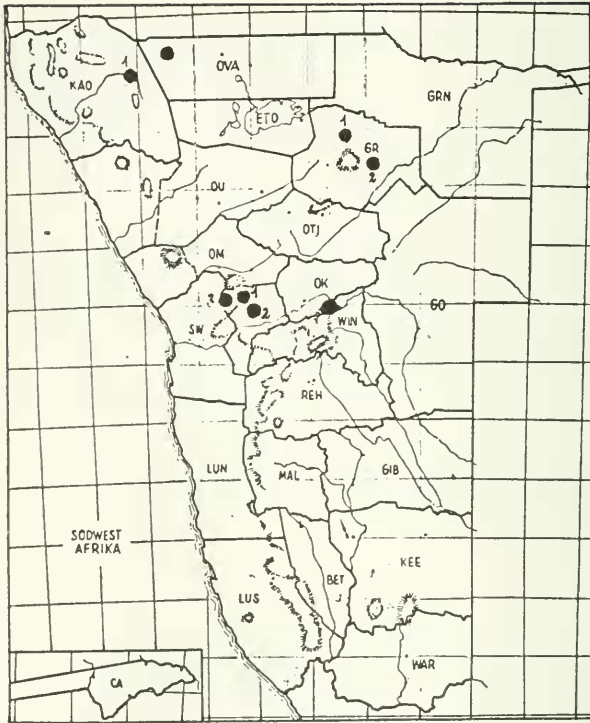 OVA
1
KAO
GRN
ETO
1
GR
2
OU
OTJ
OM
OK
3 1
2
GO
SW
WIN
REH
LUN
MAL
GIB
SÜDWEST
AFRIKA
BET
KEE
LUS
WAR
CA